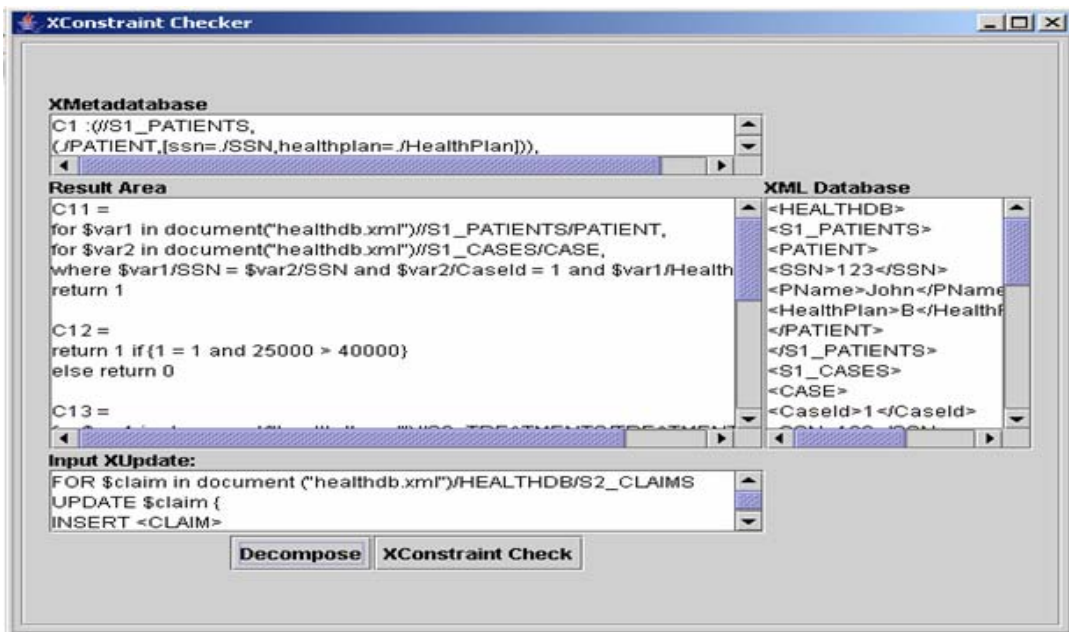 XConstraint Checker
XMetadatabase
C1 :(//S1_PATIENTS,
(./PATIENT,[ssn=./SSN,healthplan=./HealthPlan])),
Result Area
C11 =
for $var1 in document("healthdb.xml")//S1_PATIENTS/PATIENT,
for $var2 in document("healthdb.xml")//S1_CASES/CASE,
where $var1/SSN = $var2/SSN and $var2/CaseId = 1 and $var1/Health
return 1
C12 =
return 1 if {1 = 1 and 25000 > 40000}
else return 0
C13 =
XML Database
<HEALTHDB>
<S1_PATIENTS>
<PATIENT>
<SSN>123</SSN>
<PName>John</PName
<HealthPlan>B</Health
</PATIENT>
</S1_PATIENTS>
<S1_CASES>
<CASE>
<CaseId>1</CaseId>
Input XUpdate:
FOR $claim in document ("healthdb.xml")/HEALTHDB/S2_CLAIMS
UPDATE $claim {
INSERT <CLAIM>
Decompose
XConstraint Check